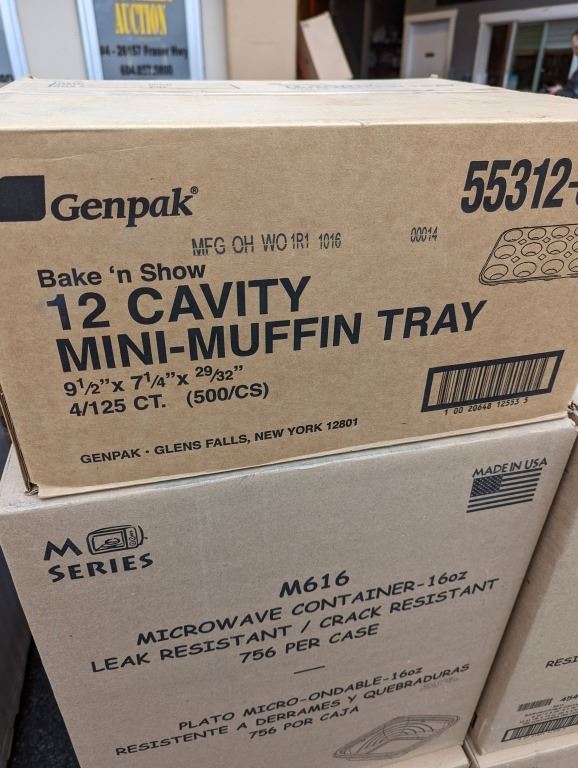 AUCTION
Genpak®
55312-
MFG OH WO 1R1 1016
00014
Bake 'n Show
12 CAVITY
MINI-MUFFIN TRAY
9 1/2" x 7 1/4" x 29/32"
4/125 CT. (500/CS)
1 00 20648 12553 5
GENPAK · GLENS FALLS, NEW YORK 12801
MADE IN USA
M
SERIES
M616
MICROWAVE CONTAINER-16oz
LEAK RESISTANT / CRACK RESISTANT
756 PER CASE
PLATO MICRO-ONDABLE-16oz
RESISTENTE A DERRAMES Y QUEBRADURAS
756 POR CAJA
RESI